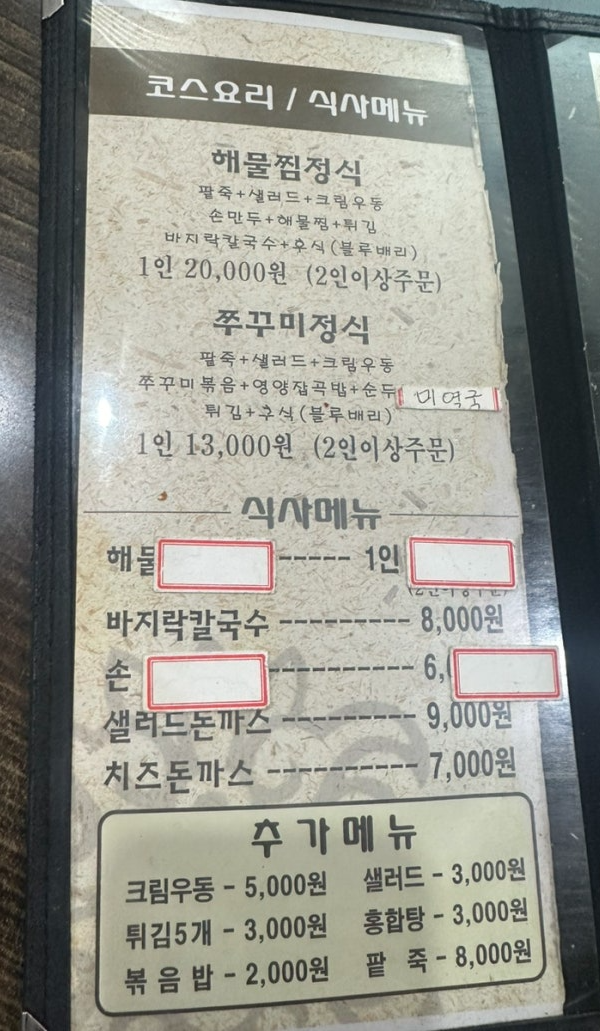 코스요리 / 식사메뉴
해물찜정식
팥죽+샐러드+크림우동
손만두+해물찜+튀김
바지락칼국수+후식(블루배리)
1인 20,000원 (2인이상주문)
쭈꾸미정식
팥죽+샐러드+크림우동
쭈꾸미볶음+영양잡곡밥+순두 미역국
튀김+후식(블루배리)
1인 13,000원 (2인이상주문)
식사메뉴
해물 ----- 1인
(2인이상주문)
바지락칼국수 --------- 8,000원
손 ---------- 6,
샐러드돈까스 --------- 9,000원
치즈돈까스 ---------- 7,000원
추가메뉴
크림우동 - 5,000원 샐러드 - 3,000원
튀김5개 - 3,000원 홍합탕 - 3,000원
볶음밥 - 2,000원 팥 죽 - 8,000원